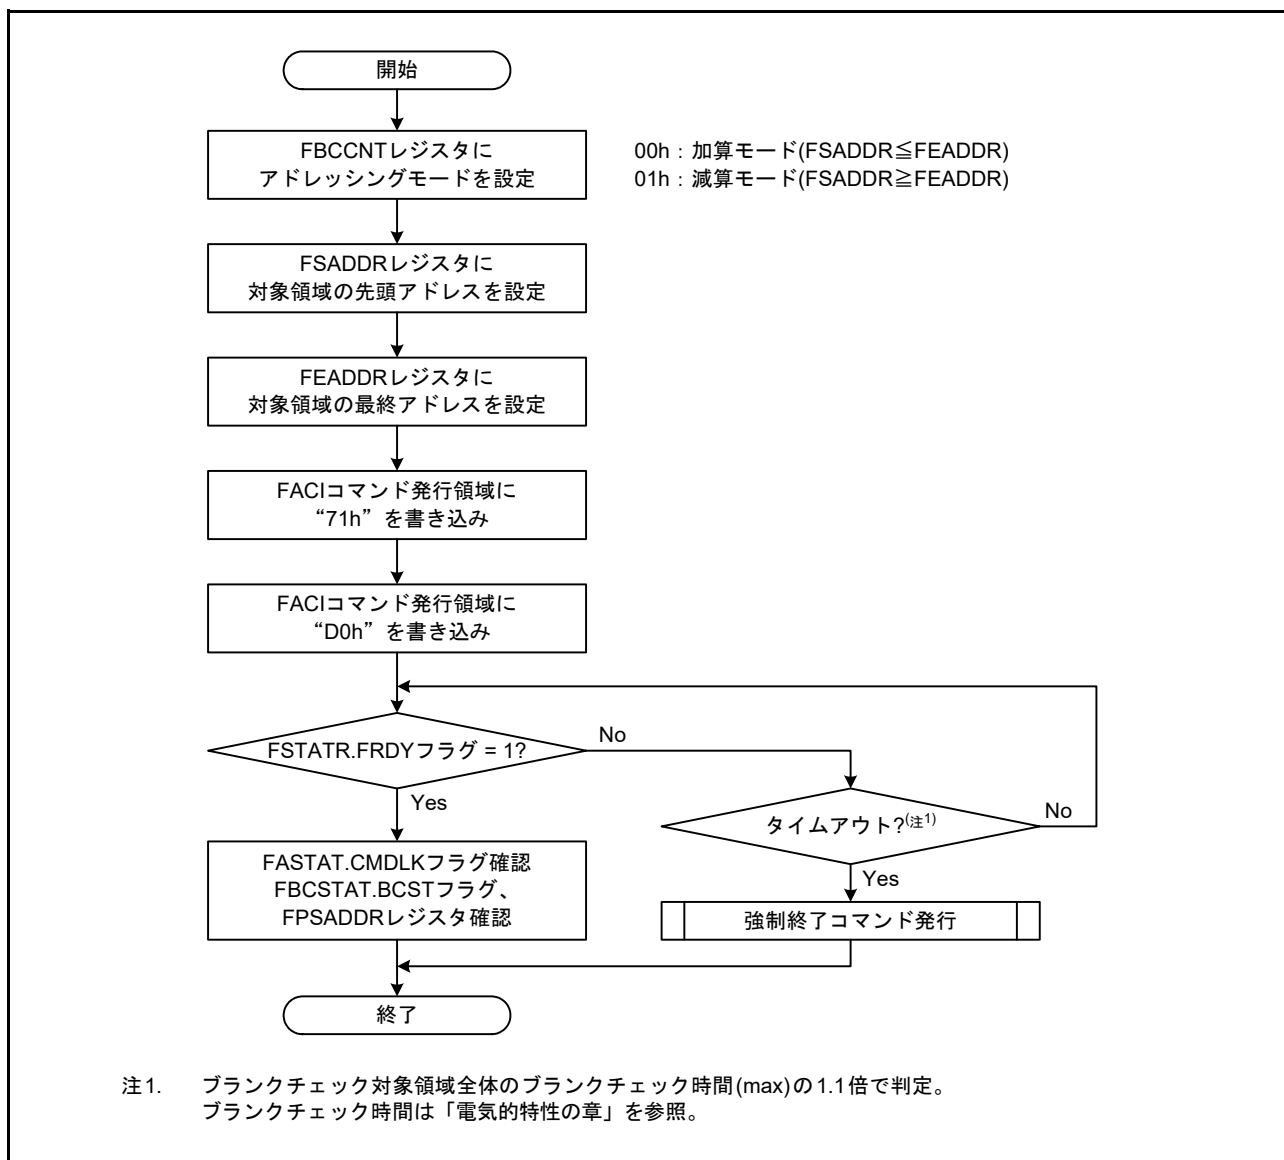 開始
FBCCNTレジスタに
アドレッシングモードを設定
00h：加算モード(FSADDR≦FEADDR)
01h：減算モード(FSADDR≧FEADDR)
FSADDRレジスタに
対象領域の先頭アドレスを設定
FEADDRレジスタに
対象領域の最終アドレスを設定
FACIコマンド発行領域に
“71h”を書き込み
FACIコマンド発行領域に
“D0h”を書き込み
FSTATR.FRDYフラグ = 1?
No
Yes
タイムアウト?(注1)
No
Yes
FASTAT.CMDLKフラグ確認
FBCSTAT.BCSTフラグ、
FPSADDRレジスタ確認
強制終了コマンド発行
終了
注1. ブランクチェック対象領域全体のブランクチェック時間(max)の1.1倍で判定。
ブランクチェック時間は「電気的特性の章」を参照。